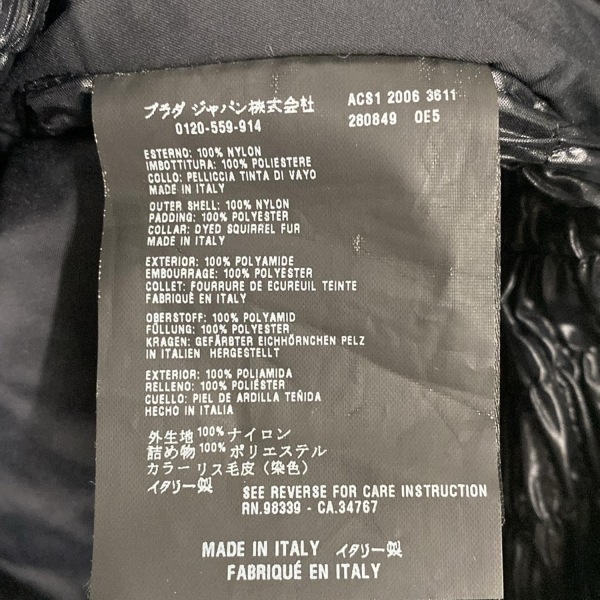 プラダ ジャパン株式会社
0120-559-914
ACS1 2006 3611
280849 OE5
ESTERNO: 100% NYLON
IMBOTTITURA: 100% POLIESTERE
COLLO: PELLICCIA TINTA DI VAYO
MADE IN ITALY
OUTER SHELL: 100% NYLON
PADDING: 100% POLYESTER
COLLAR: DYED SQUIRREL FUR
MADE IN ITALY
EXTERIOR: 100% POLYAMIDE
EMBOURRAGE: 100% POLYESTER
COLLET: FOURRURE DE ECUREUIL TEINTE
FABRIQUÉ EN ITALY
OBERSTOFF: 100% POLYAMID
FÜLLUNG: 100% POLYESTER
KRAGEN: GEFÄRBTER EICHHÖRNCHEN PELZ
IN ITALIEN HERGESTELLT
EXTERIOR: 100% POLIAMIDA
RELLENO: 100% POLIÉSTER
CUELLO: PIEL DE ARDILLA TEÑIDA
HECHO IN ITALIA
外生地 100% ナイロン
詰め物 100% ポリエステル
カラー リス毛皮 (染色)
イタリー製
SEE REVERSE FOR CARE INSTRUCTION
RN.98339 - CA.34767
MADE IN ITALY イタリー製
FABRIQUÉ EN ITALY